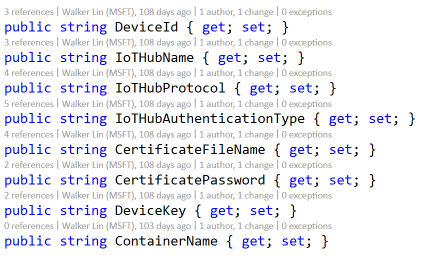 3 references | Walker Lin (MSFT), 108 days ago | 1 author, 1 change | 0 exceptions
public string DeviceId { get; set; }
3 references | Walker Lin (MSFT), 108 days ago | 1 author, 1 change | 0 exceptions
public string IoTHubName { get; set; }
4 references | Walker Lin (MSFT), 108 days ago | 1 author, 1 change | 0 exceptions
public string IoTHubProtocol { get; set; }
5 references | Walker Lin (MSFT), 108 days ago | 1 author, 1 change | 0 exceptions
public string IoTHubAuthenticationType { get; set; }
4 references | Walker Lin (MSFT), 108 days ago | 1 author, 1 change | 0 exceptions
public string CertificateFileName { get; set; }
2 references | Walker Lin (MSFT), 108 days ago | 1 author, 1 change | 0 exceptions
public string CertificatePassword { get; set; }
2 references | Walker Lin (MSFT), 108 days ago | 1 author, 1 change | 0 exceptions
public string DeviceKey { get; set; }
0 references | Walker Lin (MSFT), 103 days ago | 1 author, 1 change | 0 exceptions
public string ContainerName { get; set; }